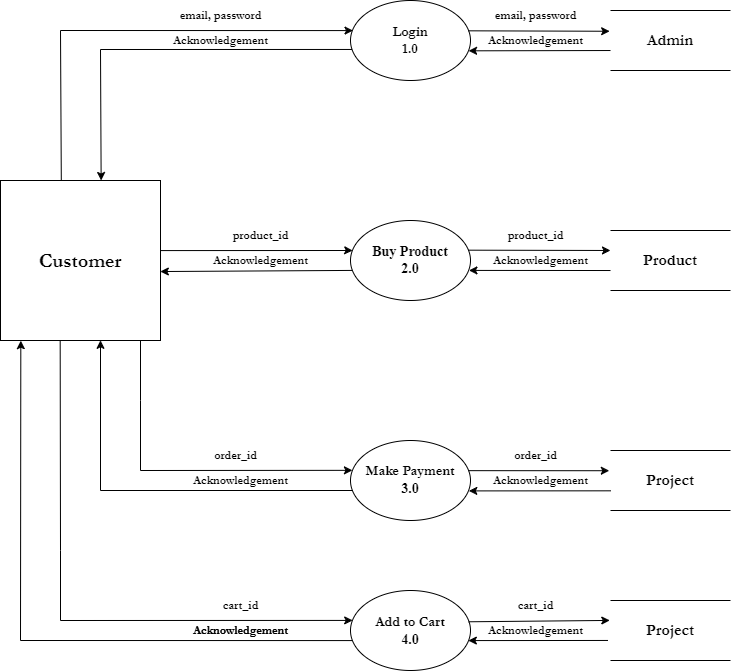 email, password
Login
1.0
email, password
Acknowledgement
Acknowledgement
Admin
Customer
product_id
Acknowledgement
Buy Product
2.0
product_id
Acknowledgement
Product
order_id
Acknowledgement
Make Payment
3.0
order_id
Acknowledgement
Project
cart_id
Acknowledgement
Add to Cart
4.0
cart_id
Acknowledgement
Project